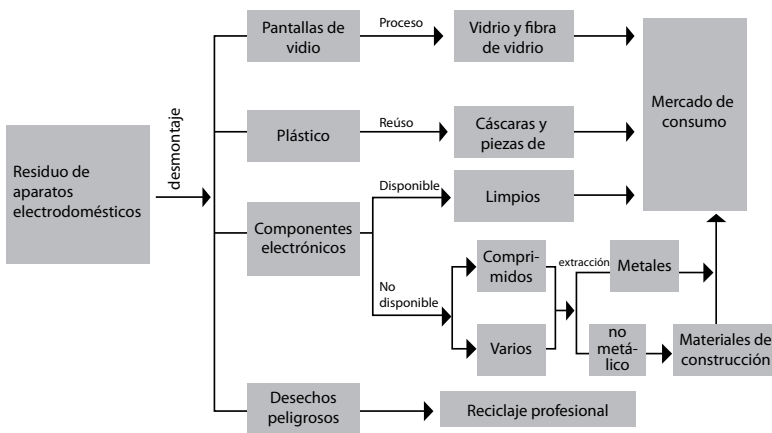 Residuo de
aparatos
electrodomésticos
desmontaje
Pantallas de
vidio
Proceso
Vidrio y fibra
de vidrio
Mercado de
consumo
Plástico
Reúso
Cáscaras y
piezas de
Componentes
electrónicos
Disponible
Limpios
No
disponible
Compri-
midos
Varios
extracción
Metales
no
metá-
lico
Materiales de
construcción
Desechos
peligrosos
Reciclaje profesional